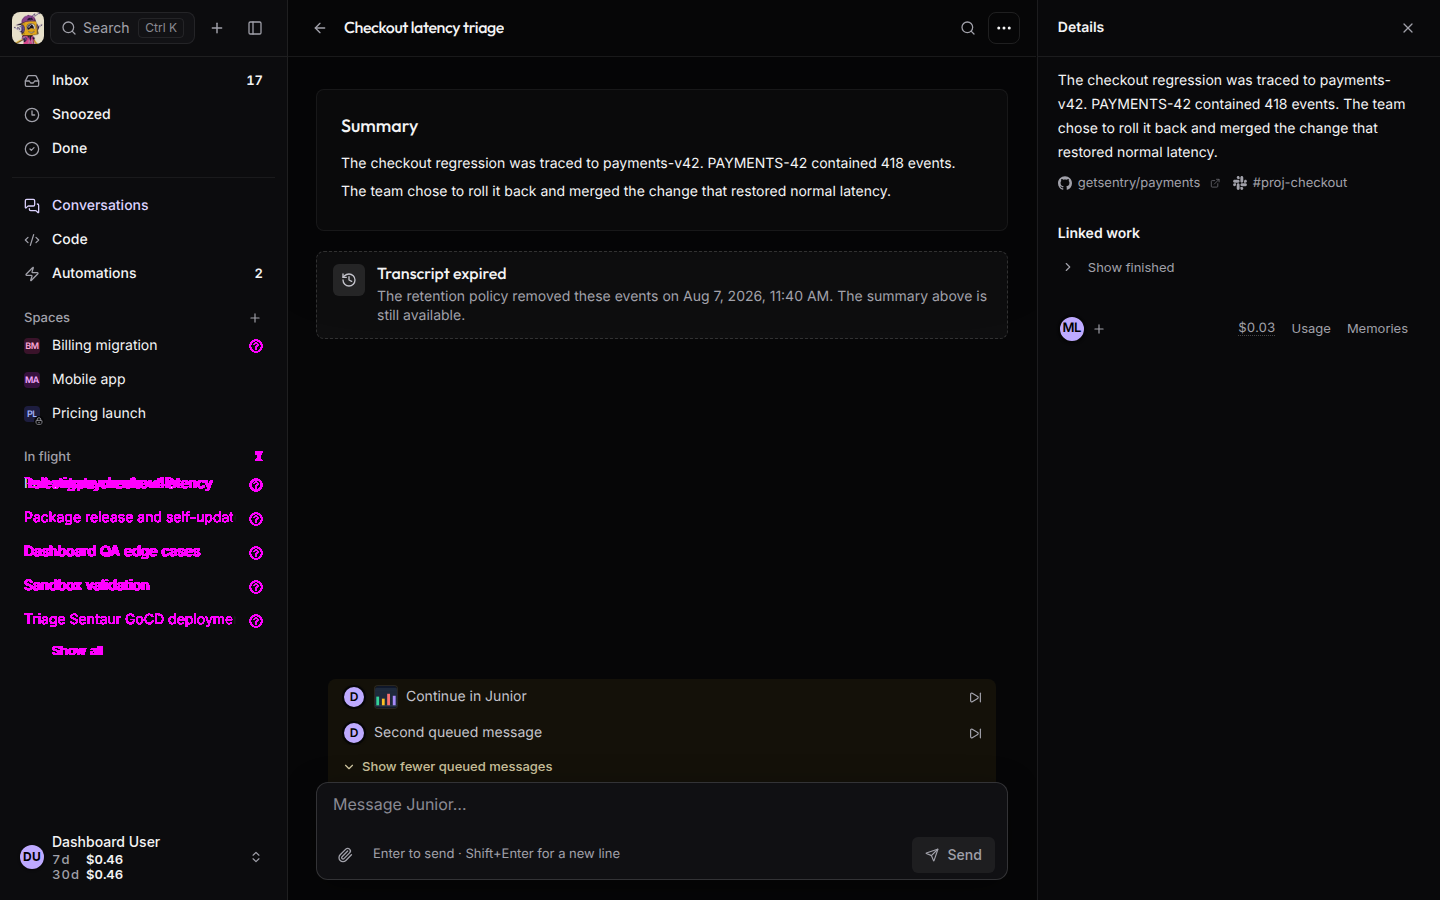 Search Ctrl K
Inbox 17
Snoozed
Done
Conversations
Code
Automations 2
Spaces
BM Billing migration
MA Mobile app
PL Pricing launch
In flight
Package release and self-updat
Dashboard QA edge cases
Sandbox validation
Triage Sentaur GoCD deployme
Show all
DU Dashboard User
7d $0.46
30d $0.46
Checkout latency triage
Summary
The checkout regression was traced to payments-v42. PAYMENTS-42 contained 418 events.
The team chose to roll it back and merged the change that restored normal latency.
Transcript expired
The retention policy removed these events on Aug 7, 2026, 11:40 AM. The summary above is
still available.
D Continue in Junior
D Second queued message
Show fewer queued messages
Message Junior...
Enter to send · Shift+Enter for a new line
Send
Details
The checkout regression was traced to payments-
v42. PAYMENTS-42 contained 418 events. The team
chose to roll it back and merged the change that
restored normal latency.
getsentry/payments #proj-checkout
Linked work
Show finished
ML $0.03 Usage Memories